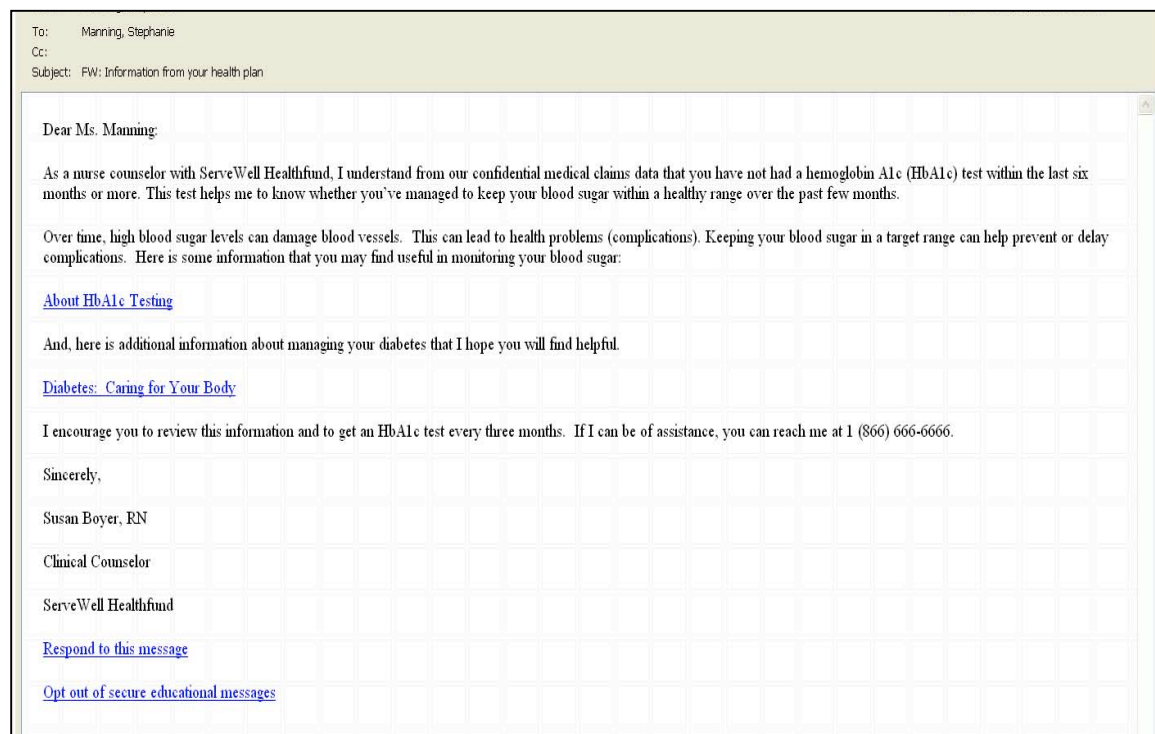 To: Manning, Stephanie
Cc:
Subject: FW: Information from your health plan
Dear Ms. Manning:
As a nurse counselor with ServeWell Healthfund, I understand from our confidential medical claims data that you have not had a hemoglobin A1c (HbA1c) test within the last six
months or more. This test helps me to know whether you've managed to keep your blood sugar within a healthy range over the past few months.
Over time, high blood sugar levels can damage blood vessels.  This can lead to health problems (complications). Keeping your blood sugar in a target range can help prevent or delay
complications.  Here is some information that you may find useful in monitoring your blood sugar:
About HbA1c Testing
And, here is additional information about managing your diabetes that I hope you will find helpful.
Diabetes:  Caring for Your Body
I encourage you to review this information and to get an HbA1c test every three months.  If I can be of assistance, you can reach me at 1 (866) 666-6666.
Sincerely,
Susan Boyer, RN
Clinical Counselor
ServeWell Healthfund
Respond to this message
Opt out of secure educational messages